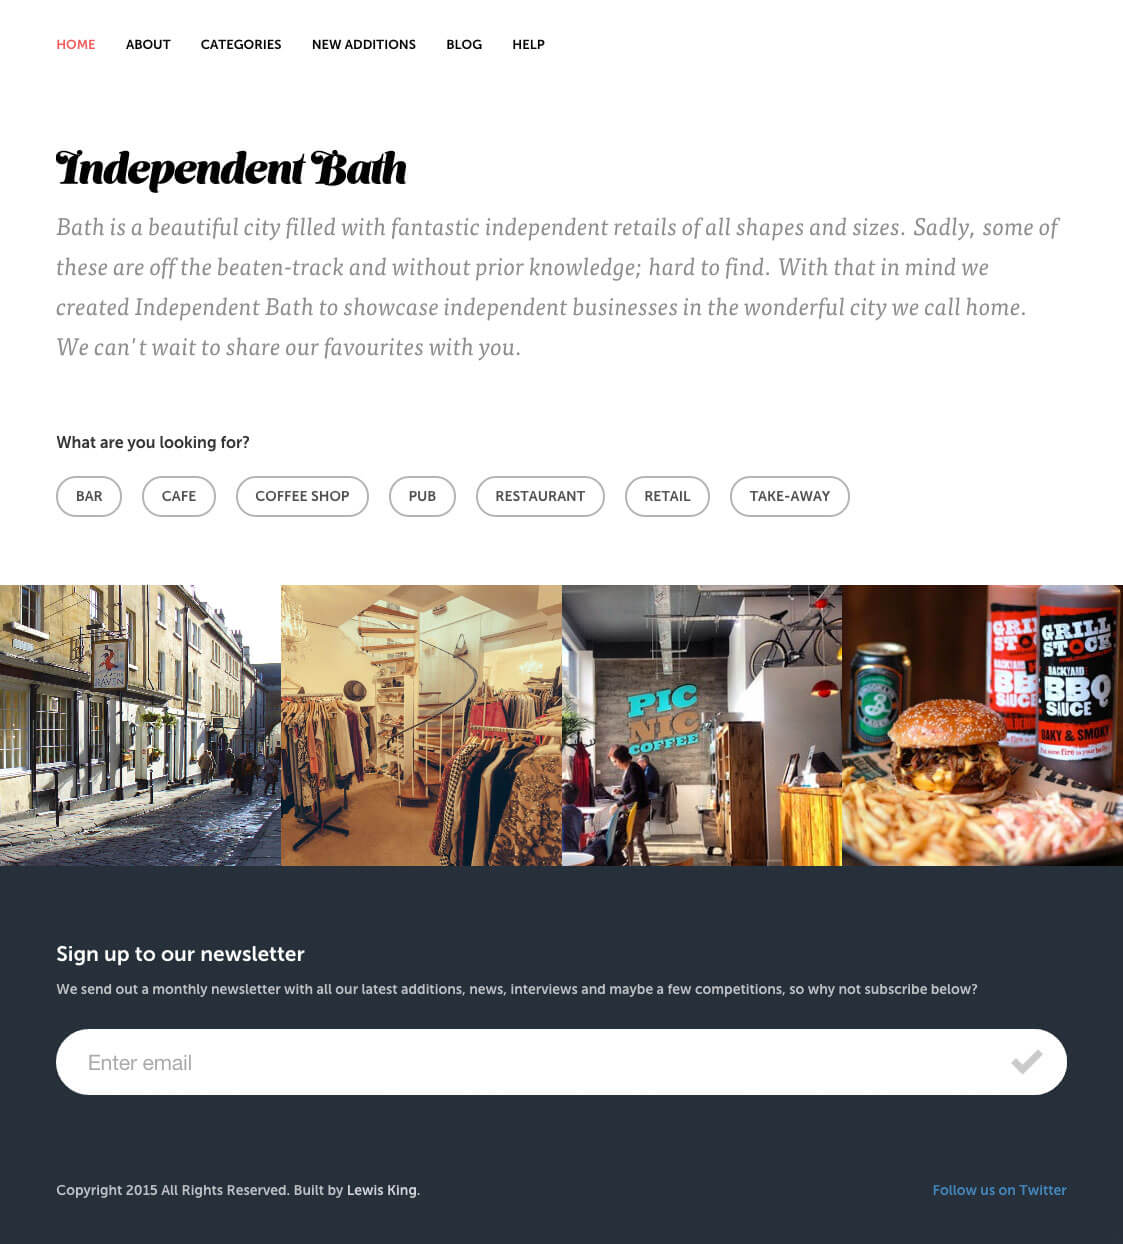 HOME ABOUT CATEGORIES NEW ADDITIONS BLOG HELP
Independent Bath
Bath is a beautiful city filled with fantastic independent retails of all shapes and sizes. Sadly, some of
these are off the beaten-track and without prior knowledge; hard to find. With that in mind we
created Independent Bath to showcase independent businesses in the wonderful city we call home.
We can't wait to share our favourites with you.
What are you looking for?
BAR CAFE COFFEE SHOP PUB RESTAURANT RETAIL TAKE-AWAY
RAVEN
PIC
NIC
COFFEE
GRILL
STOCK
BACKYARD
BBQ
SAUCE
OAKY & SMOKY
Sign up to our newsletter
We send out a monthly newsletter with all our latest additions, news, interviews and maybe a few competitions, so why not subscribe below?
Enter email
Copyright 2015 All Rights Reserved. Built by Lewis King.
Follow us on Twitter